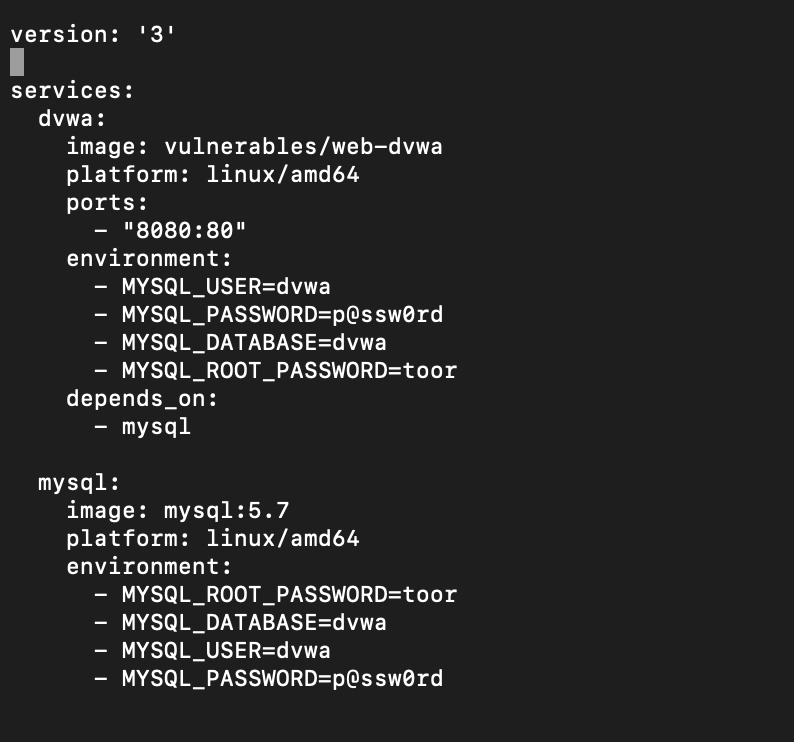 version: '3'
services:
  dvwa:
    image: vulnerables/web-dvwa
    platform: linux/amd64
    ports:
      - "8080:80"
    environment:
      - MYSQL_USER=dvwa
      - MYSQL_PASSWORD=p@ssw0rd
      - MYSQL_DATABASE=dvwa
      - MYSQL_ROOT_PASSWORD=toor
    depends_on:
      - mysql
  mysql:
    image: mysql:5.7
    platform: linux/amd64
    environment:
      - MYSQL_ROOT_PASSWORD=toor
      - MYSQL_DATABASE=dvwa
      - MYSQL_USER=dvwa
      - MYSQL_PASSWORD=p@ssw0rd